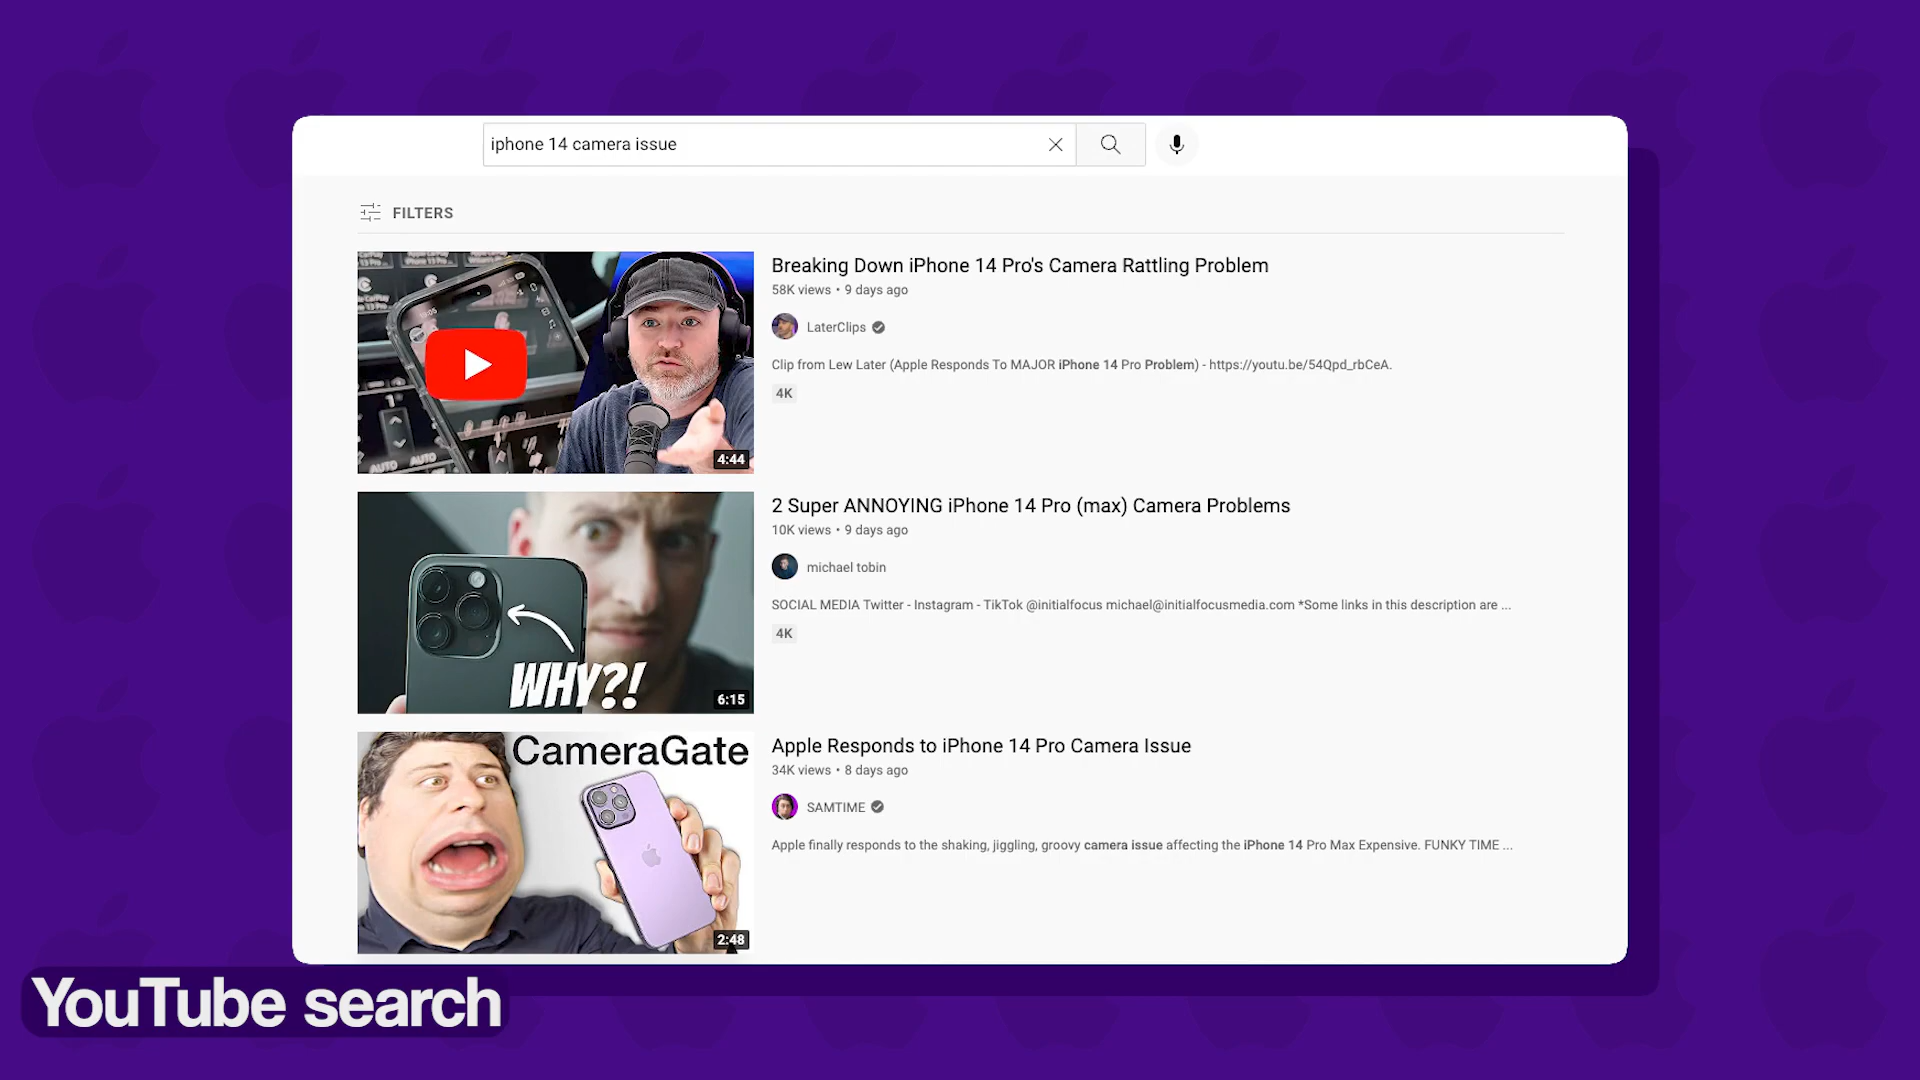 iphone 14 camera issue
FILTERS
Breaking Down iPhone 14 Pro's Camera Rattling Problem
58K views • 9 days ago
LaterClips
Clip from Lew Later (Apple Responds To MAJOR iPhone 14 Pro Problem) - https://youtu.be/54Qpd_rbCeA.
4K
AUTO
AUTO
4:44
2 Super ANNOYING iPhone 14 Pro (max) Camera Problems
10K views • 9 days ago
michael tobin
SOCIAL MEDIA Twitter - Instagram - TikTok @initialfocus michael@initialfocusmedia.com *Some links in this description are ...
4K
WHY?!
6:15
CameraGate
Apple Responds to iPhone 14 Pro Camera Issue
34K views • 8 days ago
SAMTIME
Apple finally responds to the shaking, jiggling, groovy camera issue affecting the iPhone 14 Pro Max Expensive. FUNKY TIME ...
2:48
YouTube search